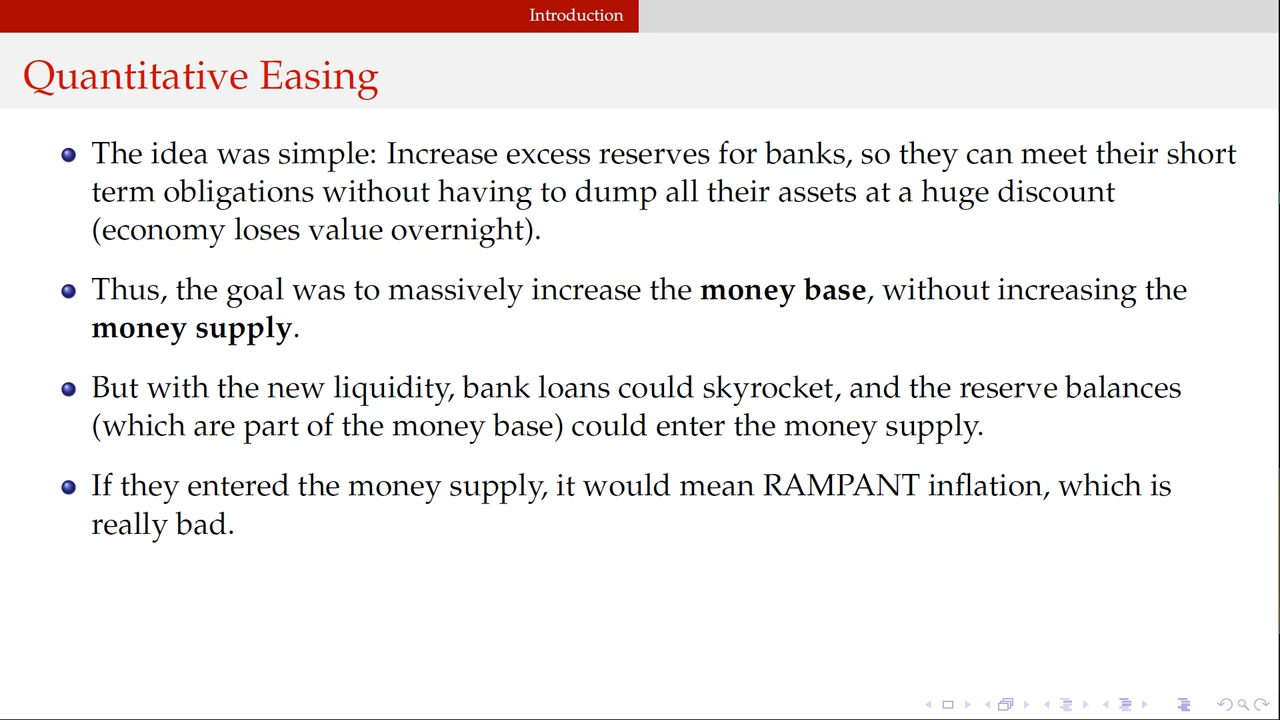 Introduction
Quantitative Easing
The idea was simple: Increase excess reserves for banks, so they can meet their short
term obligations without having to dump all their assets at a huge discount
(economy loses value overnight).
Thus, the goal was to massively increase the money base, without increasing the
money supply.
But with the new liquidity, bank loans could skyrocket, and the reserve balances
(which are part of the money base) could enter the money supply.
If they entered the money supply, it would mean RAMPANT inflation, which is
really bad.